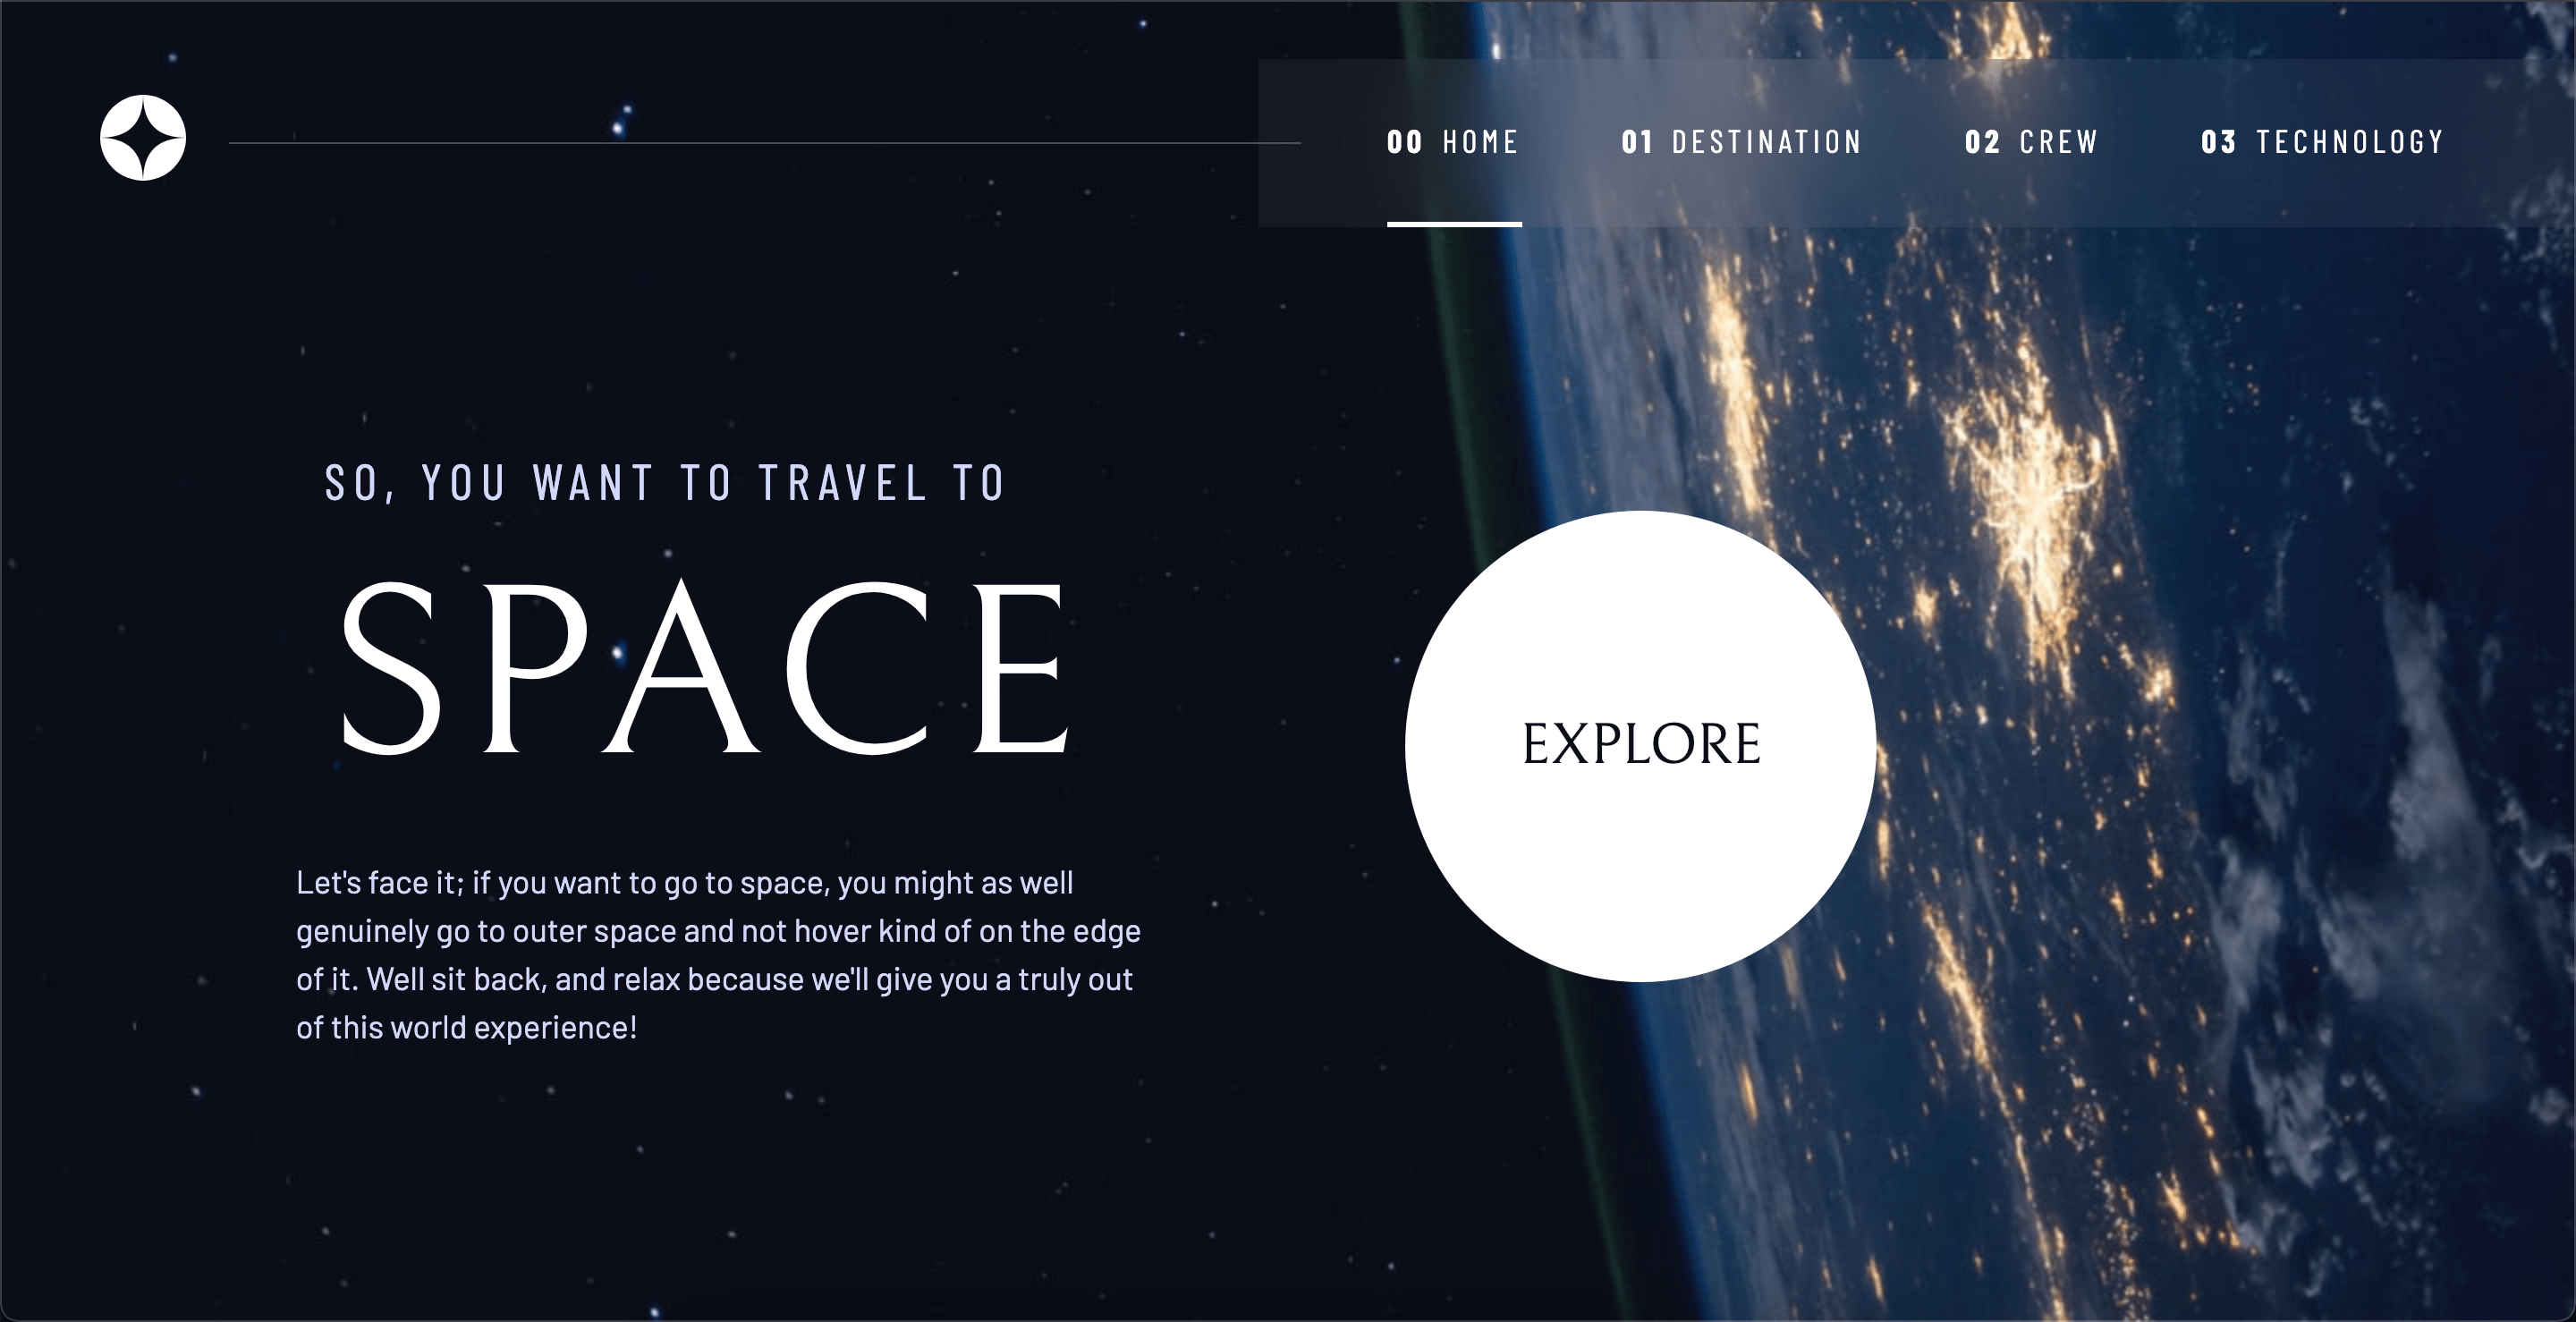 00 HOME 01 DESTINATION 02 CREW 03 TECHNOLOGY
SO, YOU WANT TO TRAVEL TO
SPACE
Let's face it; if you want to go to space, you might as well
genuinely go to outer space and not hover kind of on the edge
of it. Well sit back, and relax because we'll give you a truly out
of this world experience!
EXPLORE